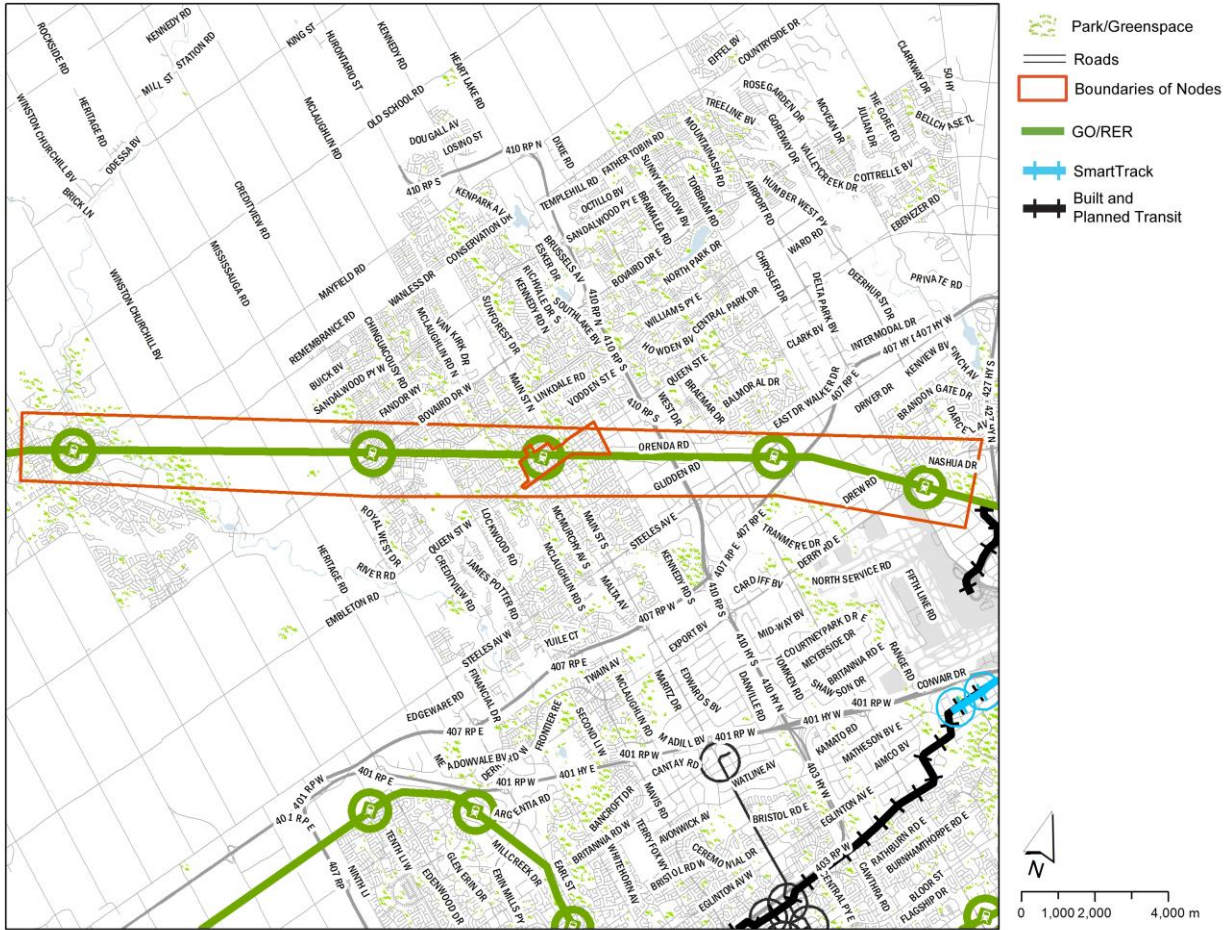 ROCKSIDE RD
KENNEDY RD
MILL ST
STATION RD
KING ST
HURONTARIO ST
KENNEDY RD
HEART LAKE RD
EIFFEL BV
COUNTRYSIDE DR
CLARKWAY DR
50 HY
WINSTON CHURCHILL BV
HERITAGE RD
ODESSA BV
MCLAUGHLIN RD
OLD SCHOOL RD
DOUGALL AV
LOSINO ST
410 RP N
DIXIE RD
FATHER TOBIN RD
TREELINE BV
ROSEGARDEN DR
GOREWAY DR
MCVEAN DR
JULIAN DR
THE GORE RD
BELLCHASE TL
BRICK LN
410 RP S
TEMPLEHILL RD
SUNNY MEADOW BV
MOUNTAINASH RD
VALLEYCREEK DR
COTTRELLE BV
CREDITVIEW RD
KENPARK AV
OCTILLO BV
SANDALWOOD PY E
BRAMALEA RD
TORBRAM RD
AIRPORT RD
HUMBER WEST PY
EBENEZER RD
WINSTON CHURCHILL BV
MISSISSAUGA RD
MAYFIELD RD
WANLESS DR
CONSERVATION DR
BRUSSELS AV
ESKER DR
RICHVALE DR S
KENNEDY RD N
410 RP N
BOVAIRD DR E
NORTH PARK DR
WARD RD
CHRYSLER DR
DELTA PARK BV
DEERHURST DR
PRIVATE RD
REMEMBRANCE RD
CHINGUACOUSY RD
MCLAUGHLIN RD N
VAN KIRK DR
SUNFOREST DR
SOUTHLAKE BV
410 RP S
WILLIAMS PY E
CENTRAL PARK DR
CLARK BV
INTERMODAL DR
407 HY E
407 HY W
BUICK BV
SANDALWOOD PY W
FANDOR WY
BOVAIRD DR W
MAIN ST N
LINKDALE RD
VODDEN ST E
HOWDEN BV
QUEEN ST E
BRAEMAR DR
BALMORAL DR
EAST DR
WALKER DR
407 RP E
DRIVER DR
KENVIEW BV
FINCH AV
427 HY S
427 HY N
410 RP N
WEST DR
BRANDON GATE DR
DARCEL AV
ORENDA RD
NASHUA DR
GLIDDEN RD
DREW RD
ROYAL WEST DR
QUEEN ST W
LOCKWOOD RD
MCMURCHY AV S
MAIN ST S
STEELES AV E
407 RP E
TRANMERE DR
DERRY RD E
HERITAGE RD
RIVER RD
EMBLETON RD
CREDITVIEW RD
JAMES POTTER RD
MCLAUGHLIN RD S
MALTA AV
KENNEDY RD S
407 RP E
410 RP S
CARDIFF BV
NORTH SERVICE RD
FIFTH LINE RD
407 RP W
STEELES AV W
YUILE CT
407 RP E
EXPORT BV
MID-WAY BV
COURTNEYPARK DR E
MEYERSIDE DR
BRITANNIA RD E
SHAWSON DR
RANGE RD
CONVAIR DR
EDGEWARE RD
FINANCIAL DR
TWAIN AV
MCLAUGHLIN RD
MARITZ DR
EDWARDS BV
DANVILLE RD
410 HY S
410 HY N
TOMKEN RD
401 HY W
401 RP W
407 RP E
MEADOWVALE BV
DERRY RD W
FRONTIER RE
SECOND LI W
MADILL BV
401 RP W
KAMATO RD
MATHESON BV E
AIMCO BV
401 RP W
401 RP E
401 RP W
401 HY E
CANTAY RD
WATLINE AV
403 HY W
401 RP E
407 RP
ARGENTIA RD
BANCROFT DR
MAVIS RD
BRISTOL RD E
EGLINTON AV E
TENTH LI W
NINTH LI
EDENWOOD DR
GLEN ERIN DR
MILLCREEK DR
ERIN MILLS PY
EARL ST
BRITANNIA RD W
WHITEHORN AV
TERRY FOX WY
AVONWICK AV
BRISTOL RD W
CEREMONIAL DR
EGLINTON AV W
403 RP W
CENTRAL PY E
RATHBURN RD E
BURNHAMTHORPE RD E
CAWTHRA RD
BLOOR ST
FLAGSHIP DR
Park/Greenspace
Roads
Boundaries of Nodes
GO/RER
SmartTrack
Built and
Planned Transit
N
0 1,000 2,000 4,000 m